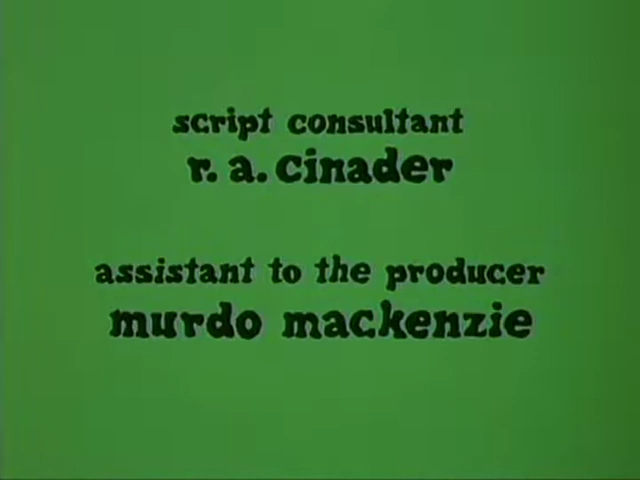 script consultant
r. a. cinader
assistant to the producer
murdo mackenzie